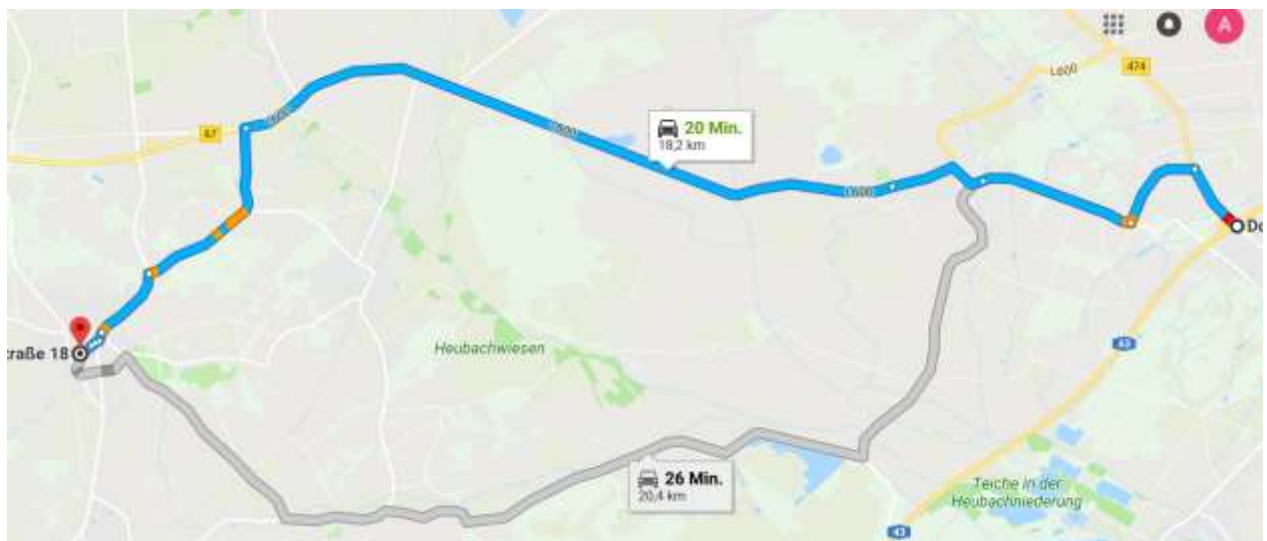 A
L600
474
67
L600
20 Min.
18,2 km
L600
Do
traße 18
Heubachwiesen
43
26 Min.
20,4 km
Teiche in der
Heubachniederung
43